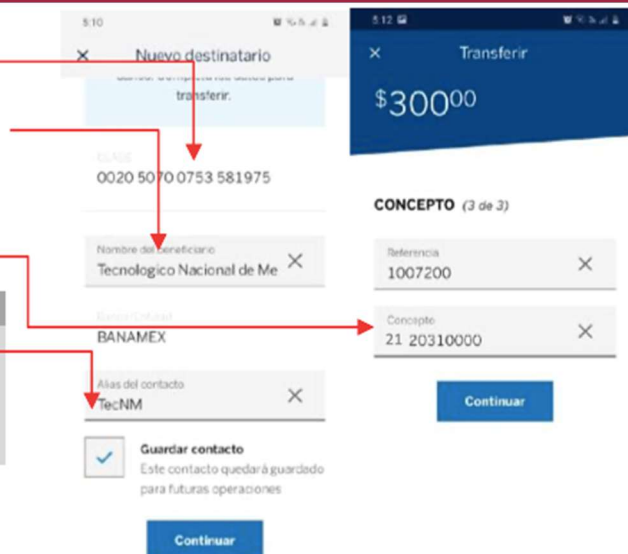 5:10
Nuevo destinatario
transferir.
CLABE
0020 5070 0753 581975
Nombre del beneficiario
Tecnologico Nacional de Me
BANAMEX
Alias del contacto
TecNM
Guardar contacto
Este contacto quedará guardado
para futuras operaciones
Continuar
5:12
Transferir
$30000
CONCEPTO (3 de 3)
Referencia
1007200
Concepto
21 20310000
Continuar